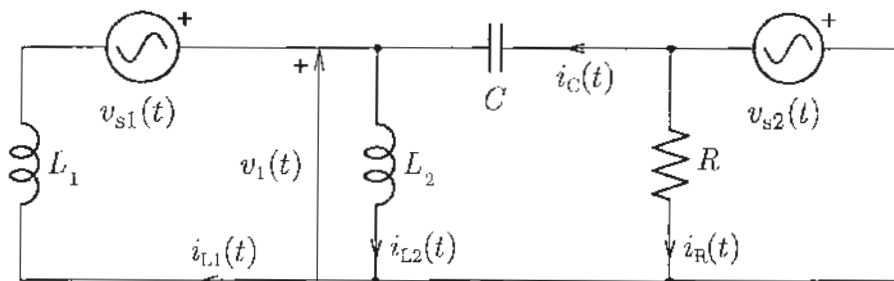 + +
+ i_C(t)
v_s1(t) C v_s2(t)
L_1 v_1(t) L_2 R
i_L1(t) i_L2(t) i_R(t)